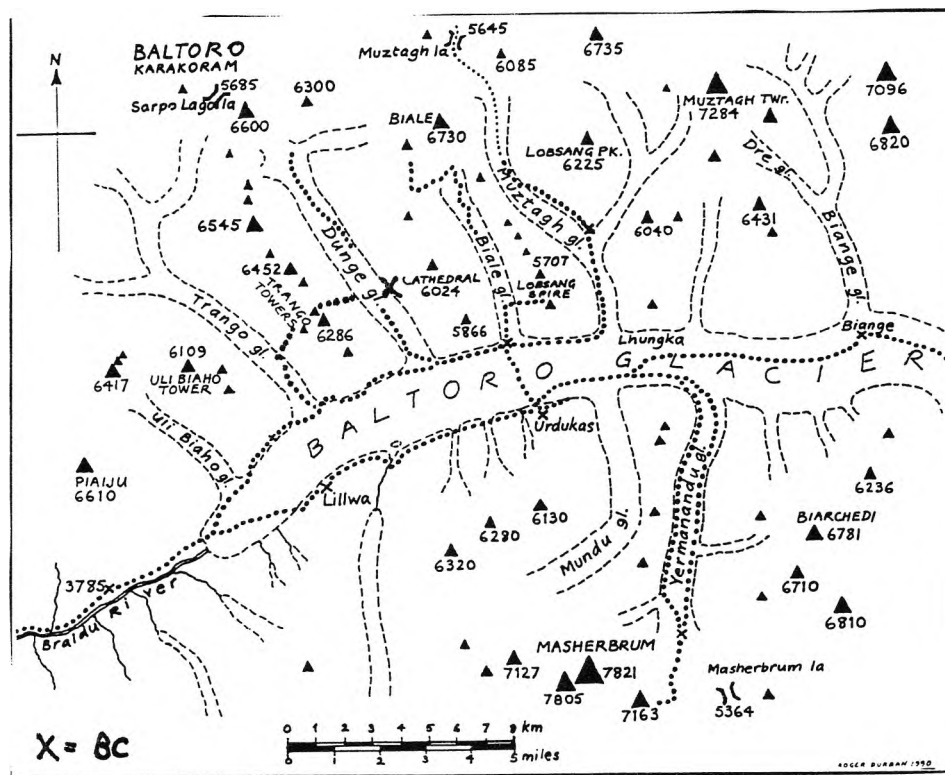 BALTORO
KARAKORAM
N
5685
Sarpo Lago la
6600
6300
Muztagh la
5645
6085
6735
MUZTAGH TWr.
7284
7096
6820
BIALE
6730
LOBSANG PK.
6225
Dre gl.
6545
Dunge gl.
Muztagh gl.
6040
6431
Biange gl.
6452
TRANGO
TOWERS
6286
CATHEDRAL
6024
Biale gl.
5707
LOBSANG
SPIRE
5866
Trango gl.
6417
6109
ULI BIAHO
TOWER
Lhungka
Biange
BALTORO GLACIER
Uli Biaho gl.
Urdukas
PIAIJU
6610
Lillwa
6236
6130
6280
6320
Mundu gl.
Yermanandu gl.
BIARCHEDI
6781
6710
6810
3785
Braldu River
MASHERBRUM
7821
7127
7805
7163
Masherbrum la
5364
X = BC
0 1 2 3 4 5 6 7 9 km
0 1 2 3 4 5 miles
ROGER DURBAN 1990